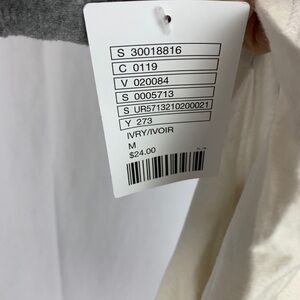 S 30018816
C 0119
V 020084
S 0005713
S UR5713210200021
Y 273
IVRY/IVOIR
M
$24.00